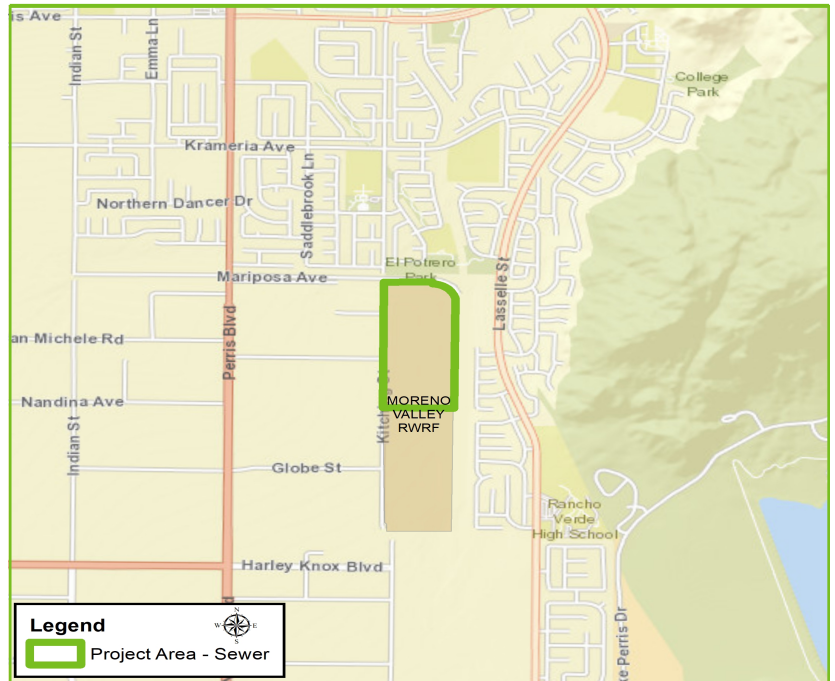 is Ave
Indian St
Emma Ln
College
Park
Krameria Ave
Saddlebrook Ln
Northern Dancer Dr
El Potrero
Park
Mariposa Ave
Lasselle St
an Michele Rd
Perris Blvd
Nandina Ave
MORENO
VALLEY
RWRF
Indian St
Globe St
Rancho
Verde
High School
Harley Knox Blvd
Legend
N
W
E
S
Project Area - Sewer
ke Perris Dr